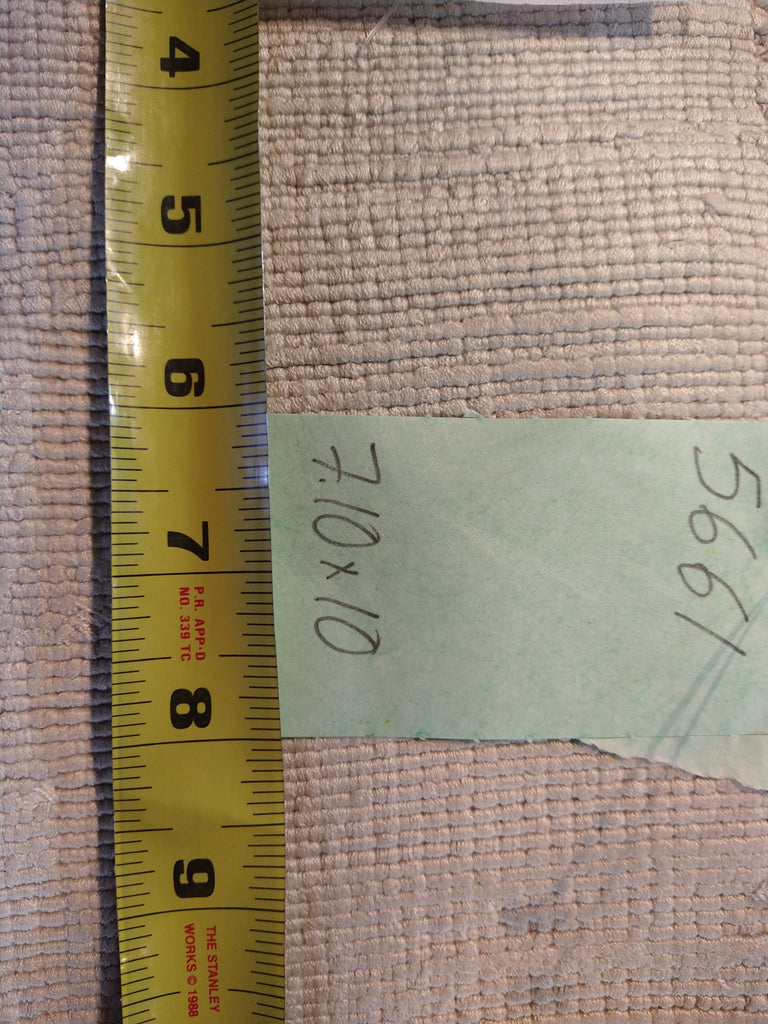 4
5
6
7
P.R. APP'D
NO. 339 TC
8
9
THE STANLEY
WORKS © 1988
5661
7.10x10